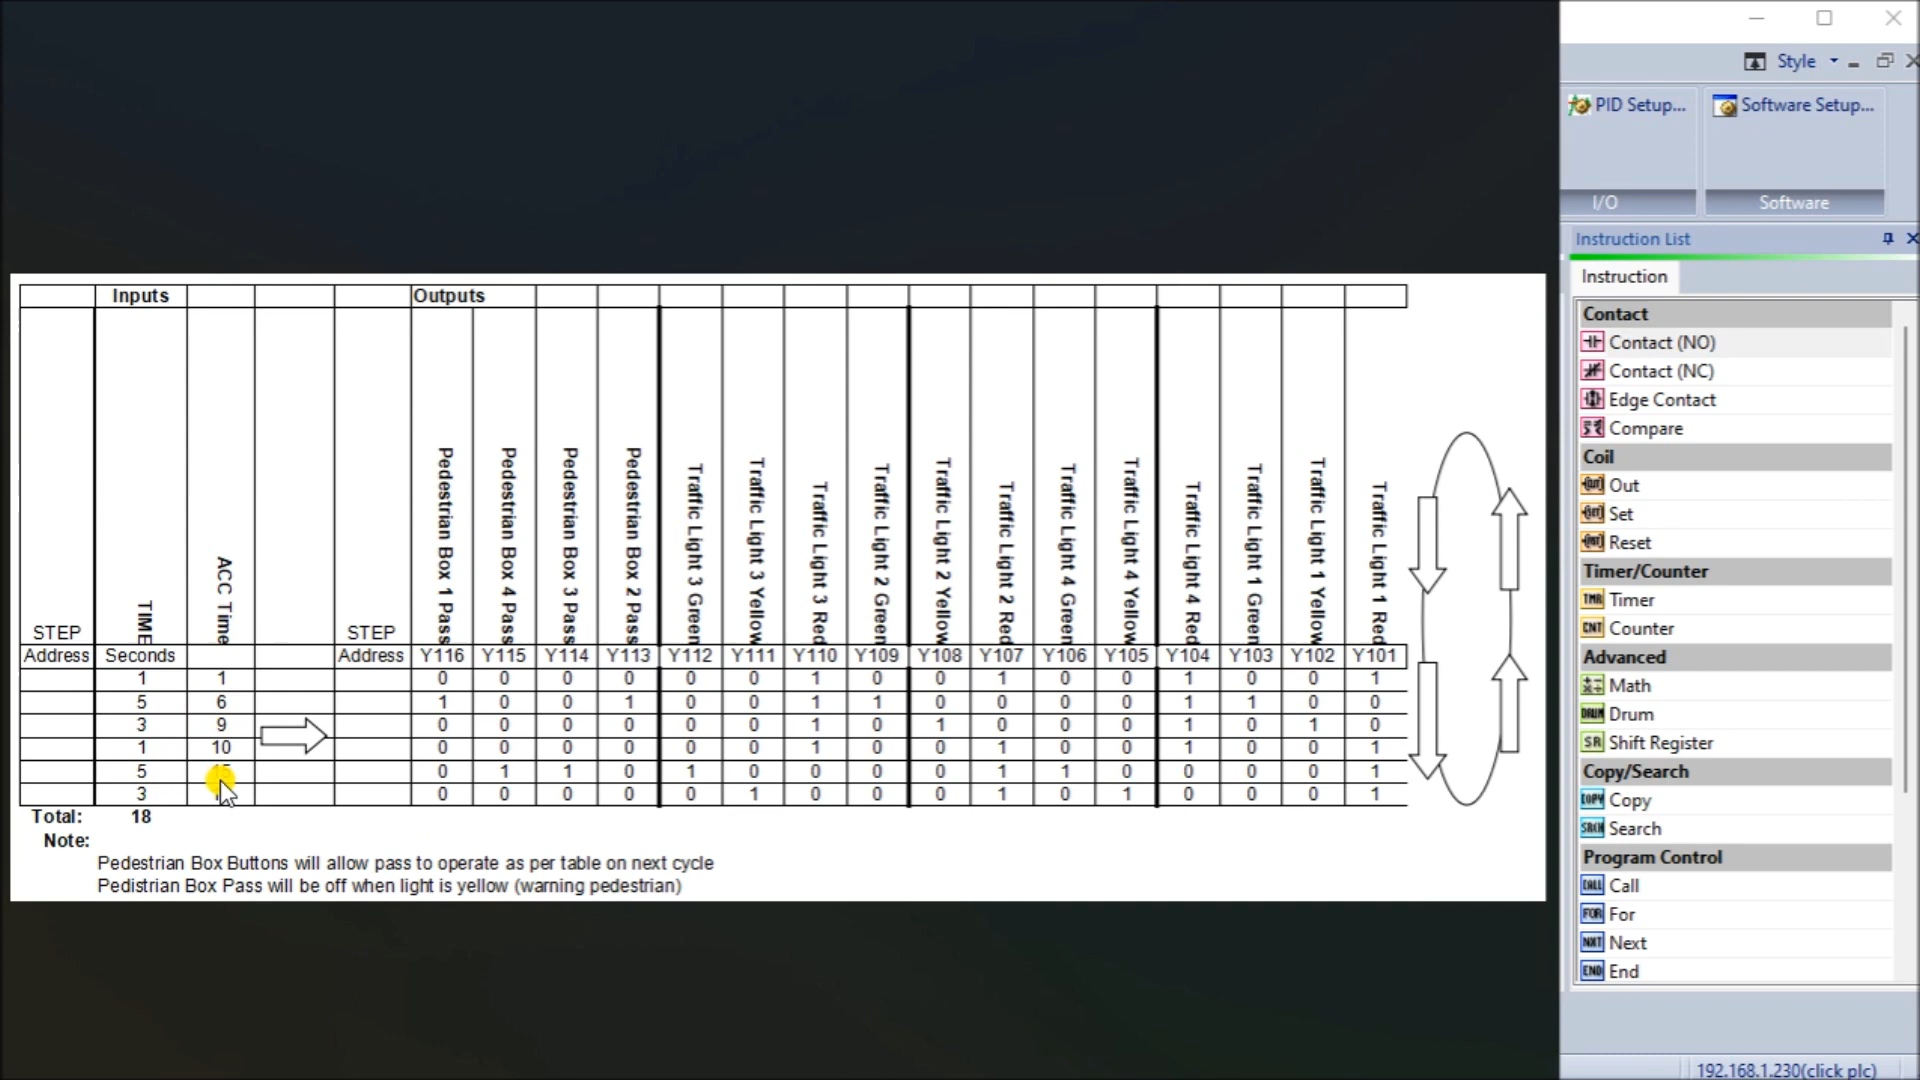 Style
PID Setup...
Software Setup...
I/O
Software
Instruction List
Instruction
Contact
Contact (NO)
Contact (NC)
Edge Contact
Compare
Coil
Out
Set
Reset
Timer/Counter
TMR Timer
CNT Counter
Advanced
Math
DRUM Drum
SR Shift Register
Copy/Search
COPY Copy
Search
Program Control
CALL Call
FOR For
NXT Next
END End
192.168.1.230(click plc)
Inputs Outputs
STEP TIME ACC Time STEP Pedestrian Box 1 Pass Pedestrian Box 4 Pass Pedestrian Box 3 Pass Pedestrian Box 2 Pass Traffic Light 3 Green Traffic Light 3 Yellow Traffic Light 3 Red Traffic Light 2 Green Traffic Light 2 Yellow Traffic Light 2 Red Traffic Light 4 Green Traffic Light 4 Yellow Traffic Light 4 Red Traffic Light 1 Green Traffic Light 1 Yellow Traffic Light 1 Red
Address Seconds Address Y116 Y115 Y114 Y113 Y112 Y111 Y110 Y109 Y108 Y107 Y106 Y105 Y104 Y103 Y102 Y101
1 1 0 0 0 0 0 0 1 0 0 1 0 0 1 0 0 1
5 6 1 0 0 1 0 0 1 1 0 0 0 0 1 1 0 0
3 9 0 0 0 0 0 0 1 0 1 0 0 0 1 0 1 0
1 10 0 0 0 0 0 0 1 0 0 1 0 0 1 0 0 1
5 15 0 1 1 0 1 0 0 0 0 1 1 0 0 0 0 1
3 0 0 0 0 0 1 0 0 0 1 0 1 0 0 0 1
Total: 18
Note:
Pedestrian Box Buttons will allow pass to operate as per table on next cycle
Pedistrian Box Pass will be off when light is yellow (warning pedestrian)